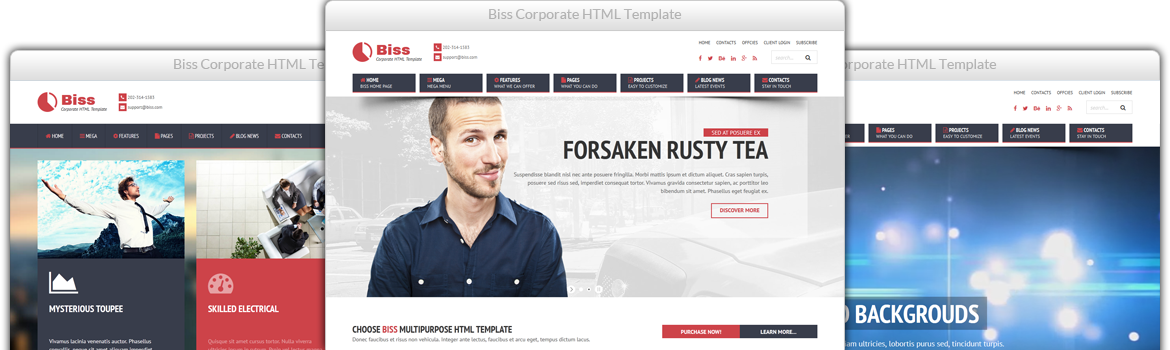 Biss Corporate HTML Template
Biss
Corporate HTML Template
202-314-1583
support@biss.com
HOME CONTACTS OFFCIES CLIENT LOGIN SUBSCRIBE
search...
HOME
BISS HOME PAGE
MEGA
MEGA MENU
FEATURES
WHAT WE CAN OFFER
PAGES
WHAT YOU CAN DO
PROJECTS
EASY TO CUSTOMIZE
BLOG NEWS
LATEST EVENTS
CONTACTS
STAY IN TOUCH
SED AT POSUERE EX
FORSAKEN RUSTY TEA
Suspendisse blandit nisl nec ante posuere fringilla. Morbi mattis ipsum et dictum aliquet. Cras sapien turpis,
posuere sed risus sed, imperdiet consequat tortor. Vivamus gravida consectetur sapien, ac porttitor leo
bibendum sit amet. Phasellus eget feugiat ex.
DISCOVER MORE
CHOOSE BISS MULTIPURPOSE HTML TEMPLATE
Donec faucibus et risus non vehicula. Integer ante lectus, faucibus et arcu eget, tempus dictum lacus.
PURCHASE NOW!
LEARN MORE...
Biss Corporate HTML Te
Biss
Corporate HTML Template
202-314-1583
support@biss.com
HOME MEGA FEATURES PAGES PROJECTS BLOG NEWS CONTACTS
MYSTERIOUS TOUPEE
Vivamus lacinia venenatis auctor. Phasellus
SKILLED ELECTRICAL
Quisque sit amet cursus tortor. Nulla viverra
porate HTML Template
HOME CONTACTS OFFCIES CLIENT LOGIN SUBSCRIBE
search...
PAGES
WHAT YOU CAN DO
PROJECTS
EASY TO CUSTOMIZE
BLOG NEWS
LATEST EVENTS
CONTACTS
STAY IN TOUCH
BACKGROUDS
am ultricies, lobortis purus sed, tincidunt turpis.